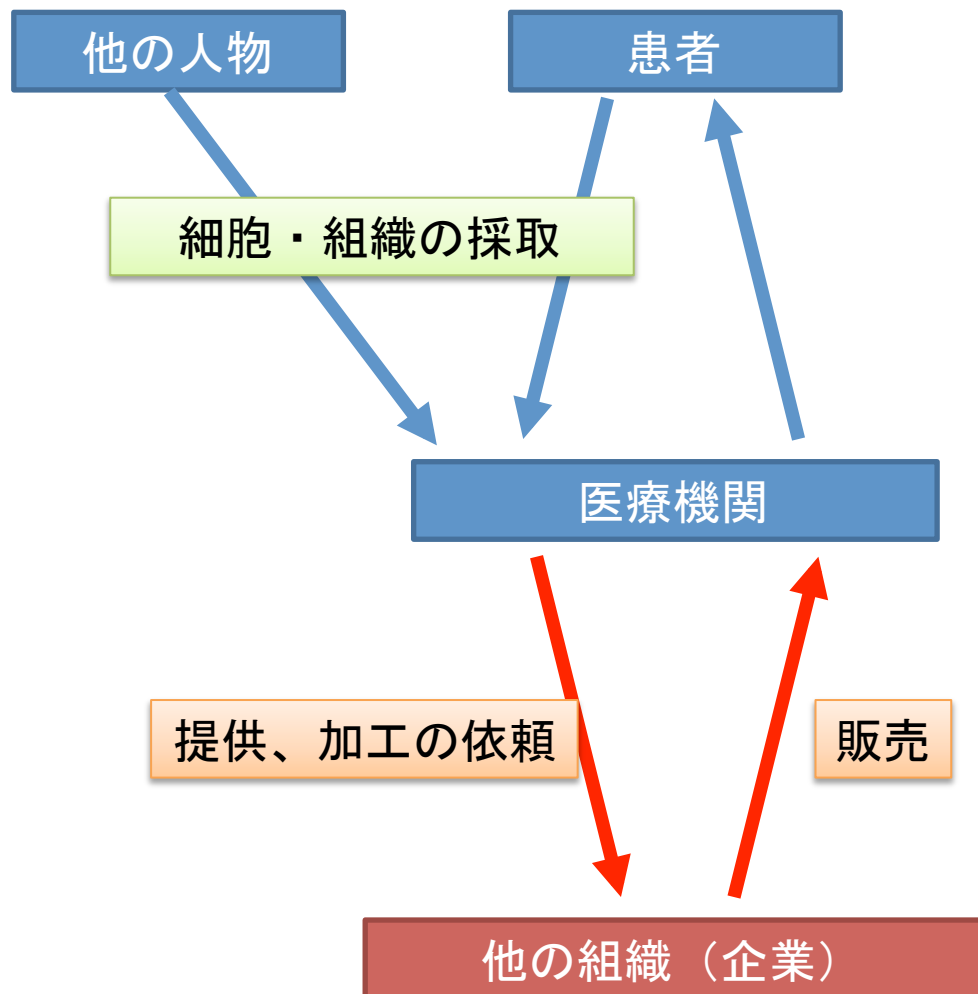 他の人物
患者
細胞・組織の採取
医療機関
提供、加工の依頼
販売
他の組織（企業）